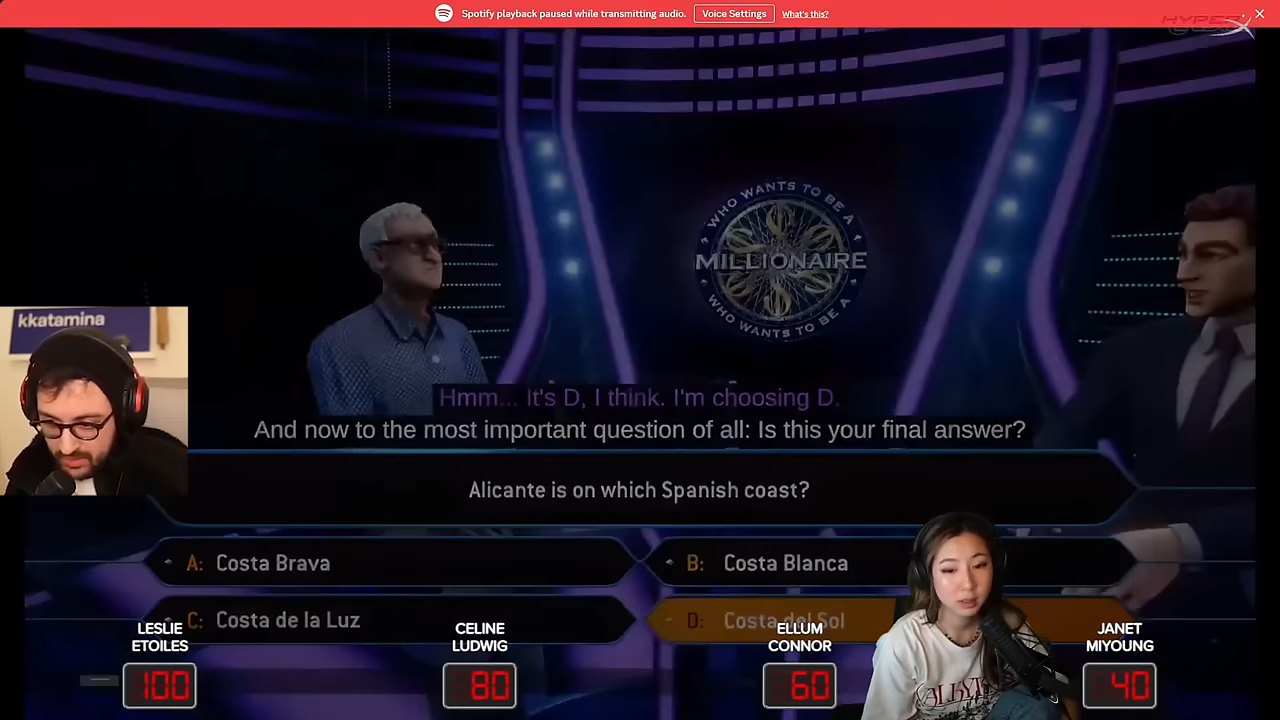 Spotify playback paused while transmitting audio. Voice Settings What's this?
HYPER
WHO WANTS TO BE A
MILLIONAIRE
WHO WANTS TO BE A
kkatamina
Hmm... It's D, I think. I'm choosing D.
And now to the most important question of all: Is this your final answer?
Alicante is on which Spanish coast?
A: Costa Brava
B: Costa Blanca
C: Costa de la Luz
D: Costa del Sol
LESLIE
ETOILES
100
CELINE
LUDWIG
80
ELLUM
CONNOR
60
JANET
MIYOUNG
40